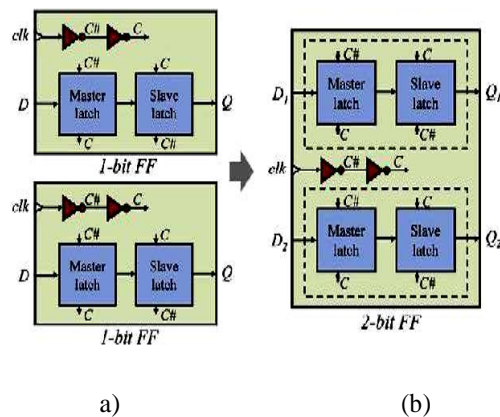 clk C# C
C# C
D Master latch Slave latch Q
C C#
1-bit FF
clk C# C
C# C
D Master latch Slave latch Q
C C#
1-bit FF
C# C
D1 Master latch Slave latch Q1
C C#
clk C# C
C# C
D2 Master latch Slave latch Q2
C C#
2-bit FF
a) (b)